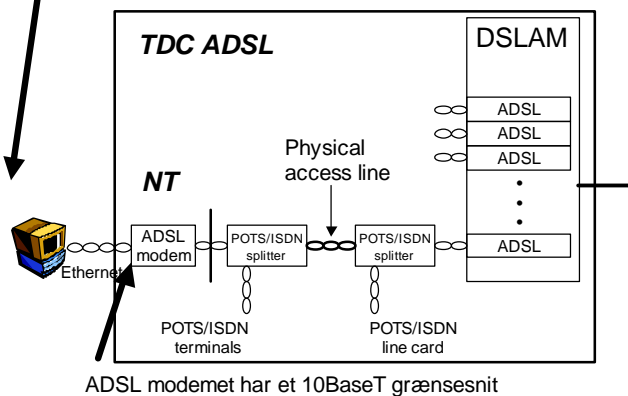 TDC ADSL
DSLAM
ADSL
ADSL
ADSL
Physical
access line
NT
ADSL
modem
POTS/ISDN
splitter
POTS/ISDN
splitter
ADSL
Ethernet
POTS/ISDN
terminals
POTS/ISDN
line card
ADSL modemet har et 10BaseT grænsesnit